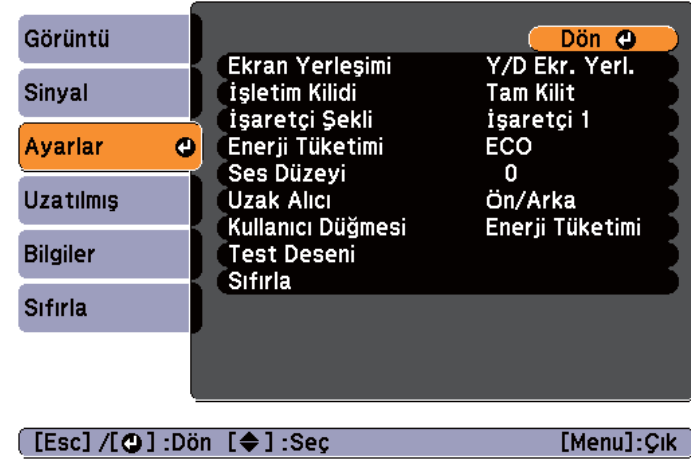 Görüntü
Sinyal
Ayarlar
Uzatılmış
Bilgiler
Sıfırla
Dön
Ekran Yerleşimi Y/D Ekr. Yerl.
İşletim Kilidi Tam Kilit
İşaretçi Şekli İşaretçi 1
Enerji Tüketimi ECO
Ses Düzeyi 0
Uzak Alıcı Ön/Arka
Kullanıcı Düğmesi Enerji Tüketimi
Test Deseni
Sıfırla
[Esc] /[ ] :Dön [ ] :Seç [Menu]:Çık